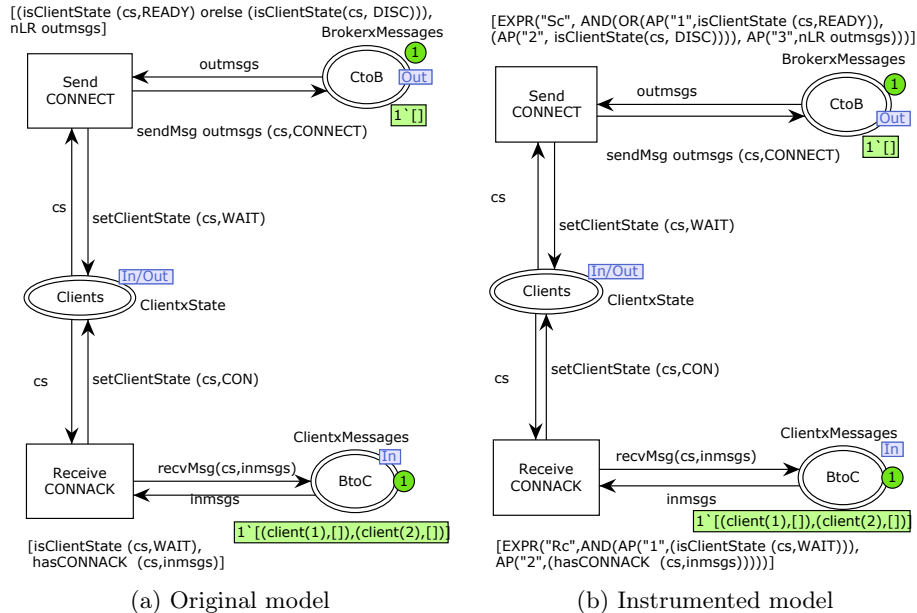 [(isClientState (cs,READY) orelse (isClientState(cs, DISC))),
nLR outmsgs]
BrokerxMessages
1
Send
CONNECT
outmsgs
CtoB
Out
1`[]
sendMsg outmsgs (cs,CONNECT)
cs
setClientState (cs,WAIT)
In/Out
Clients
ClientxState
cs
setClientState (cs,CON)
ClientxMessages
In
Receive
CONNACK
recvMsg(cs,inmsgs)
BtoC
1
inmsgs
1`[(client(1),[]),(client(2),[])]
[isClientState (cs,WAIT),
hasCONNACK (cs,inmsgs)]
(a) Original model
[EXPR("Sc", AND(OR(AP("1",isClientState (cs,READY)),
(AP("2", isClientState(cs, DISC)))), AP("3",nLR outmsgs)))]
BrokerxMessages
1
Send
CONNECT
outmsgs
CtoB
Out
1`[]
sendMsg outmsgs (cs,CONNECT)
cs
setClientState (cs,WAIT)
In/Out
Clients
ClientxState
cs
setClientState (cs,CON)
ClientxMessages
In
Receive
CONNACK
recvMsg(cs,inmsgs)
BtoC
1
inmsgs
1`[(client(1),[]),(client(2),[])]
[EXPR("Rc",AND(AP("1",(isClientState (cs,WAIT))),
AP("2",(hasCONNACK (cs,inmsgs)))))]
(b) Instrumented model